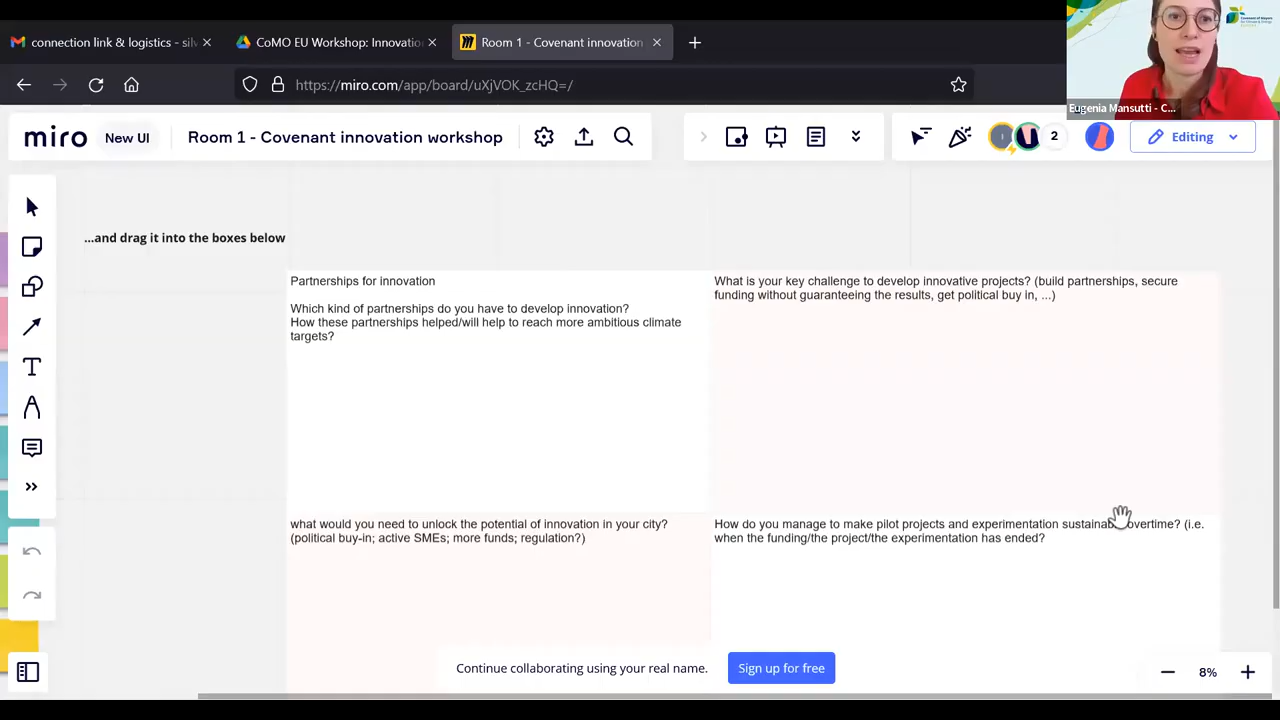 connection link & logistics - silv
CoMO EU Workshop: Innovation
Room 1 - Covenant innovation
https://miro.com/app/board/uXjVOK_zcHQ=/
Eugenia Mansutti - C...
miro
New UI
Room 1 - Covenant innovation workshop
2
Editing
...and drag it into the boxes below
Partnerships for innovation
Which kind of partnerships do you have to develop innovation?
How these partnerships helped/will help to reach more ambitious climate
targets?
What is your key challenge to develop innovative projects? (build partnerships, secure
funding without guaranteeing the results, get political buy in, ...)
what would you need to unlock the potential of innovation in your city?
(political buy-in; active SMEs; more funds; regulation?)
How do you manage to make pilot projects and experimentation sustainable overtime? (i.e.
when the funding/the project/the experimentation has ended?
Continue collaborating using your real name.
Sign up for free
8%